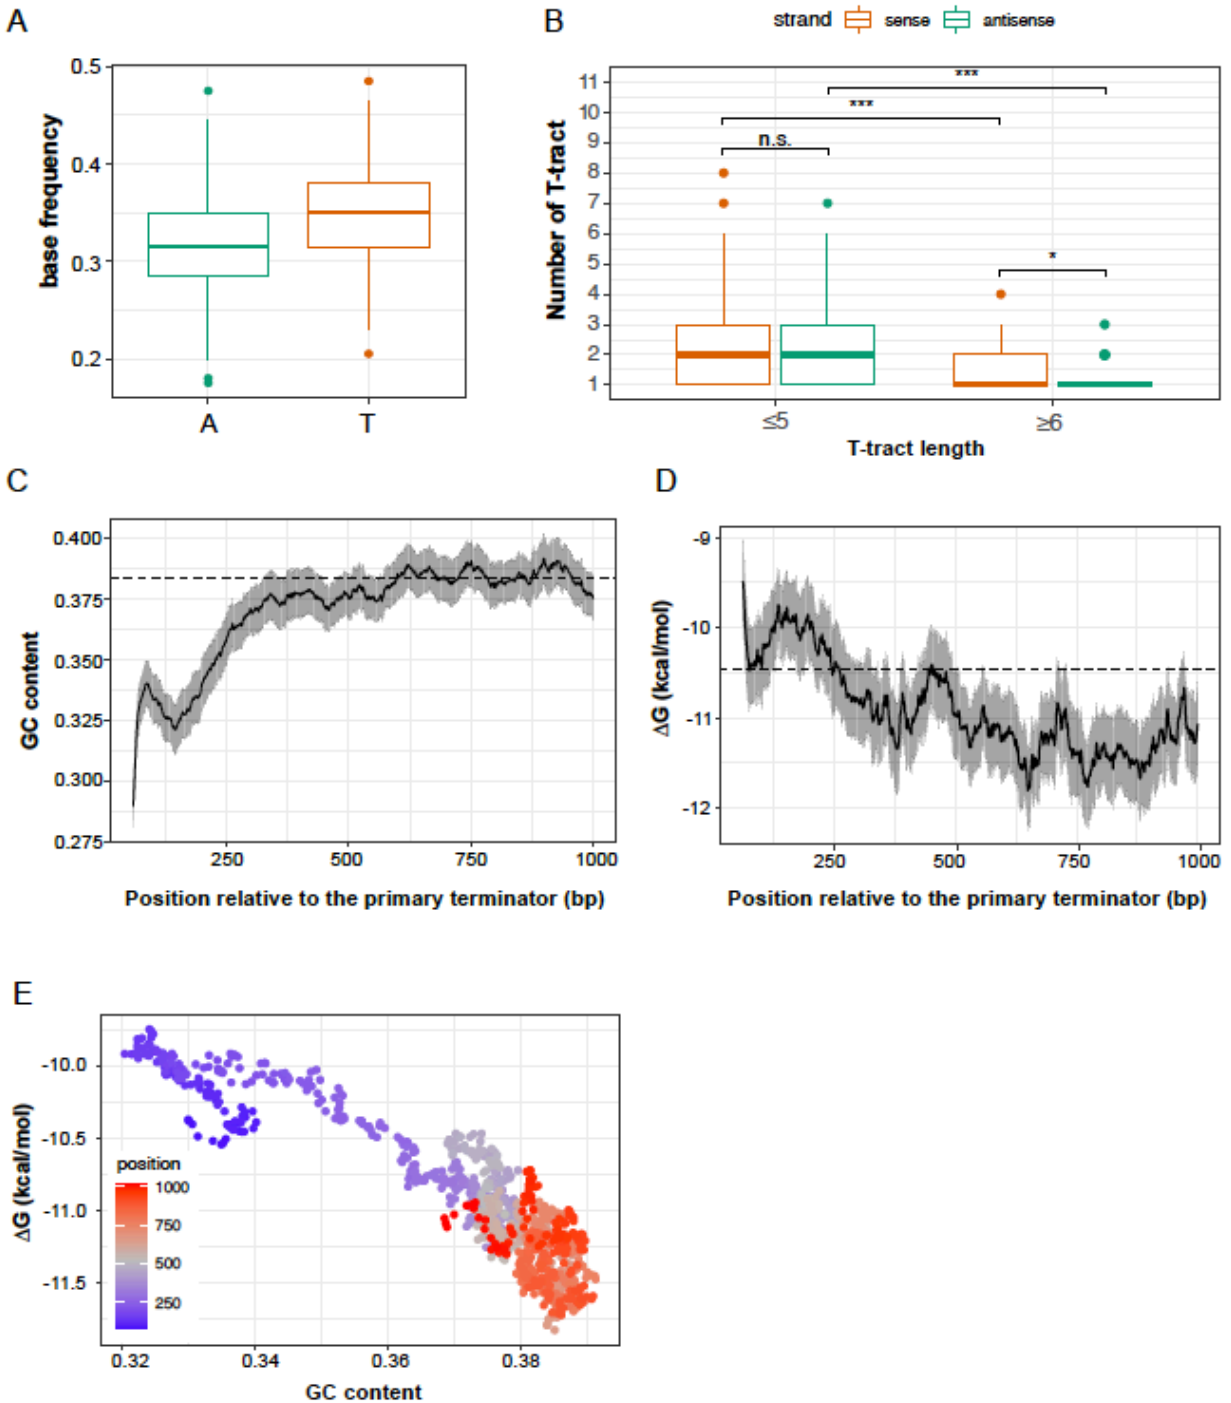 A
0.5
0.4
0.3
0.2
base frequency
A
T
B
strand sense antisense
11
10
9
8
7
6
5
4
3
2
1
Number of T-tract
***
***
n.s.
*
≤5
≥6
T-tract length
C
0.400
0.375
0.350
0.325
0.300
0.275
GC content
250
500
750
1000
Position relative to the primary terminator (bp)
D
-9
-10
-11
-12
ΔG (kcal/mol)
250
500
750
1000
Position relative to the primary terminator (bp)
E
-10.0
-10.5
-11.0
-11.5
ΔG (kcal/mol)
position
1000
750
500
250
0.32
0.34
0.36
0.38
GC content